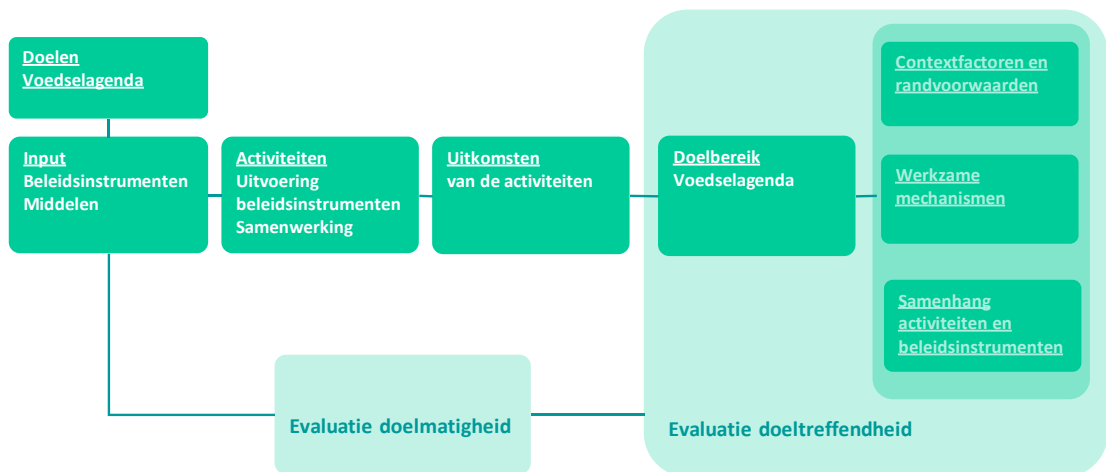 Doelen
Voedselagenda
Input
Beleidsinstrumenten
Middelen
Activiteiten
Uitvoering
beleidsinstrumenten
Samenwerking
Uitkomsten
van de activiteiten
Doelbereik
Voedselagenda
Contextfactoren en
randvoorwaarden
Werkzame
mechanismen
Samenhang
activiteiten en
beleidsinstrumenten
Evaluatie doelmatigheid
Evaluatie doeltreffendheid